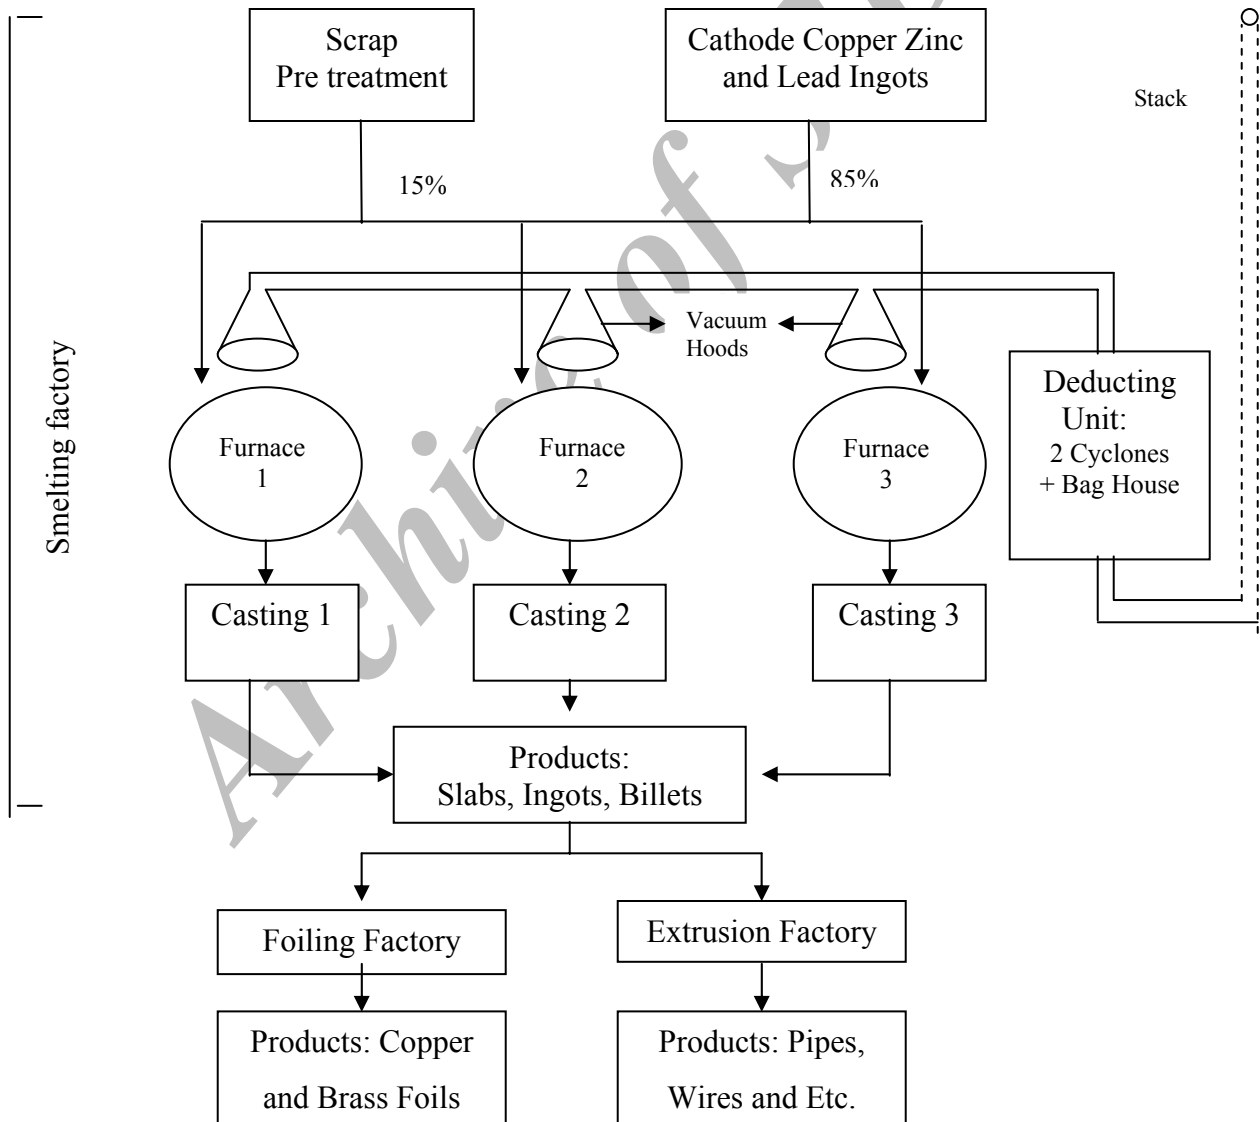 Scrap
Pre treatment
Cathode Copper Zinc
and Lead Ingots
Stack
15%
85%
Vacuum
Hoods
Smelting factory
Furnace
1
Furnace
2
Furnace
3
Deducting
Unit:
2 Cyclones
+ Bag House
Casting 1
Casting 2
Casting 3
Products:
Slabs, Ingots, Billets
Foiling Factory
Extrusion Factory
Products: Copper
and Brass Foils
Products: Pipes,
Wires and Etc.
Archive of